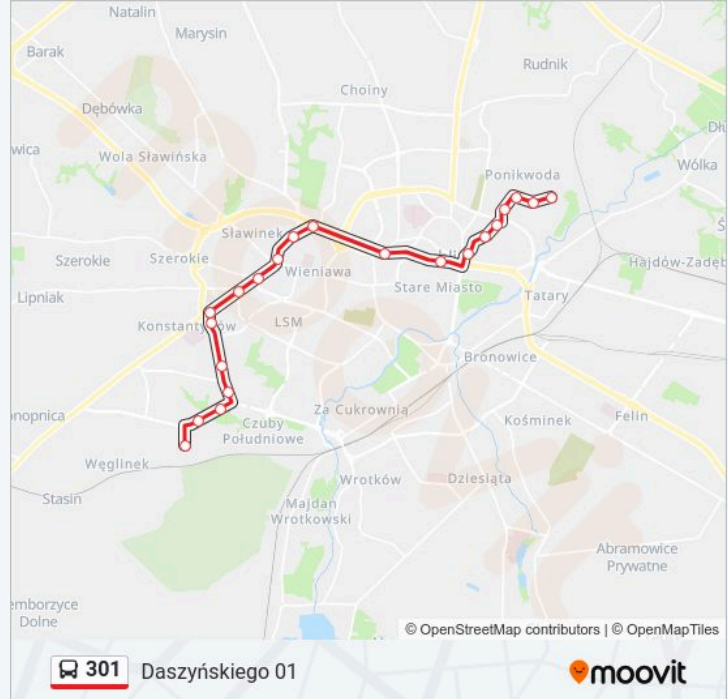 Natalin
Marysin
Barak
Rudnik
Choiny
Dębówka
wica
Wola Sławińska
Ponikwoda
Wólka
Sławinek
Szerokie
Szerokie
Wieniawa
Hajdów-Zadęb
Stare Miasto
Tatary
Lipniak
LSM
Bronowice
onopnica
Za Cukrownią
Felin
Kośminek
Czuby
Południowe
Węglinek
Stasin
Wrotków
Dziesiąta
Majdan
Wrotkowski
Abramowice
Prywatne
emborzyce
Dolne
© OpenStreetMap contributors | © OpenMapTiles
301 Daszyńskiego 01
moovit